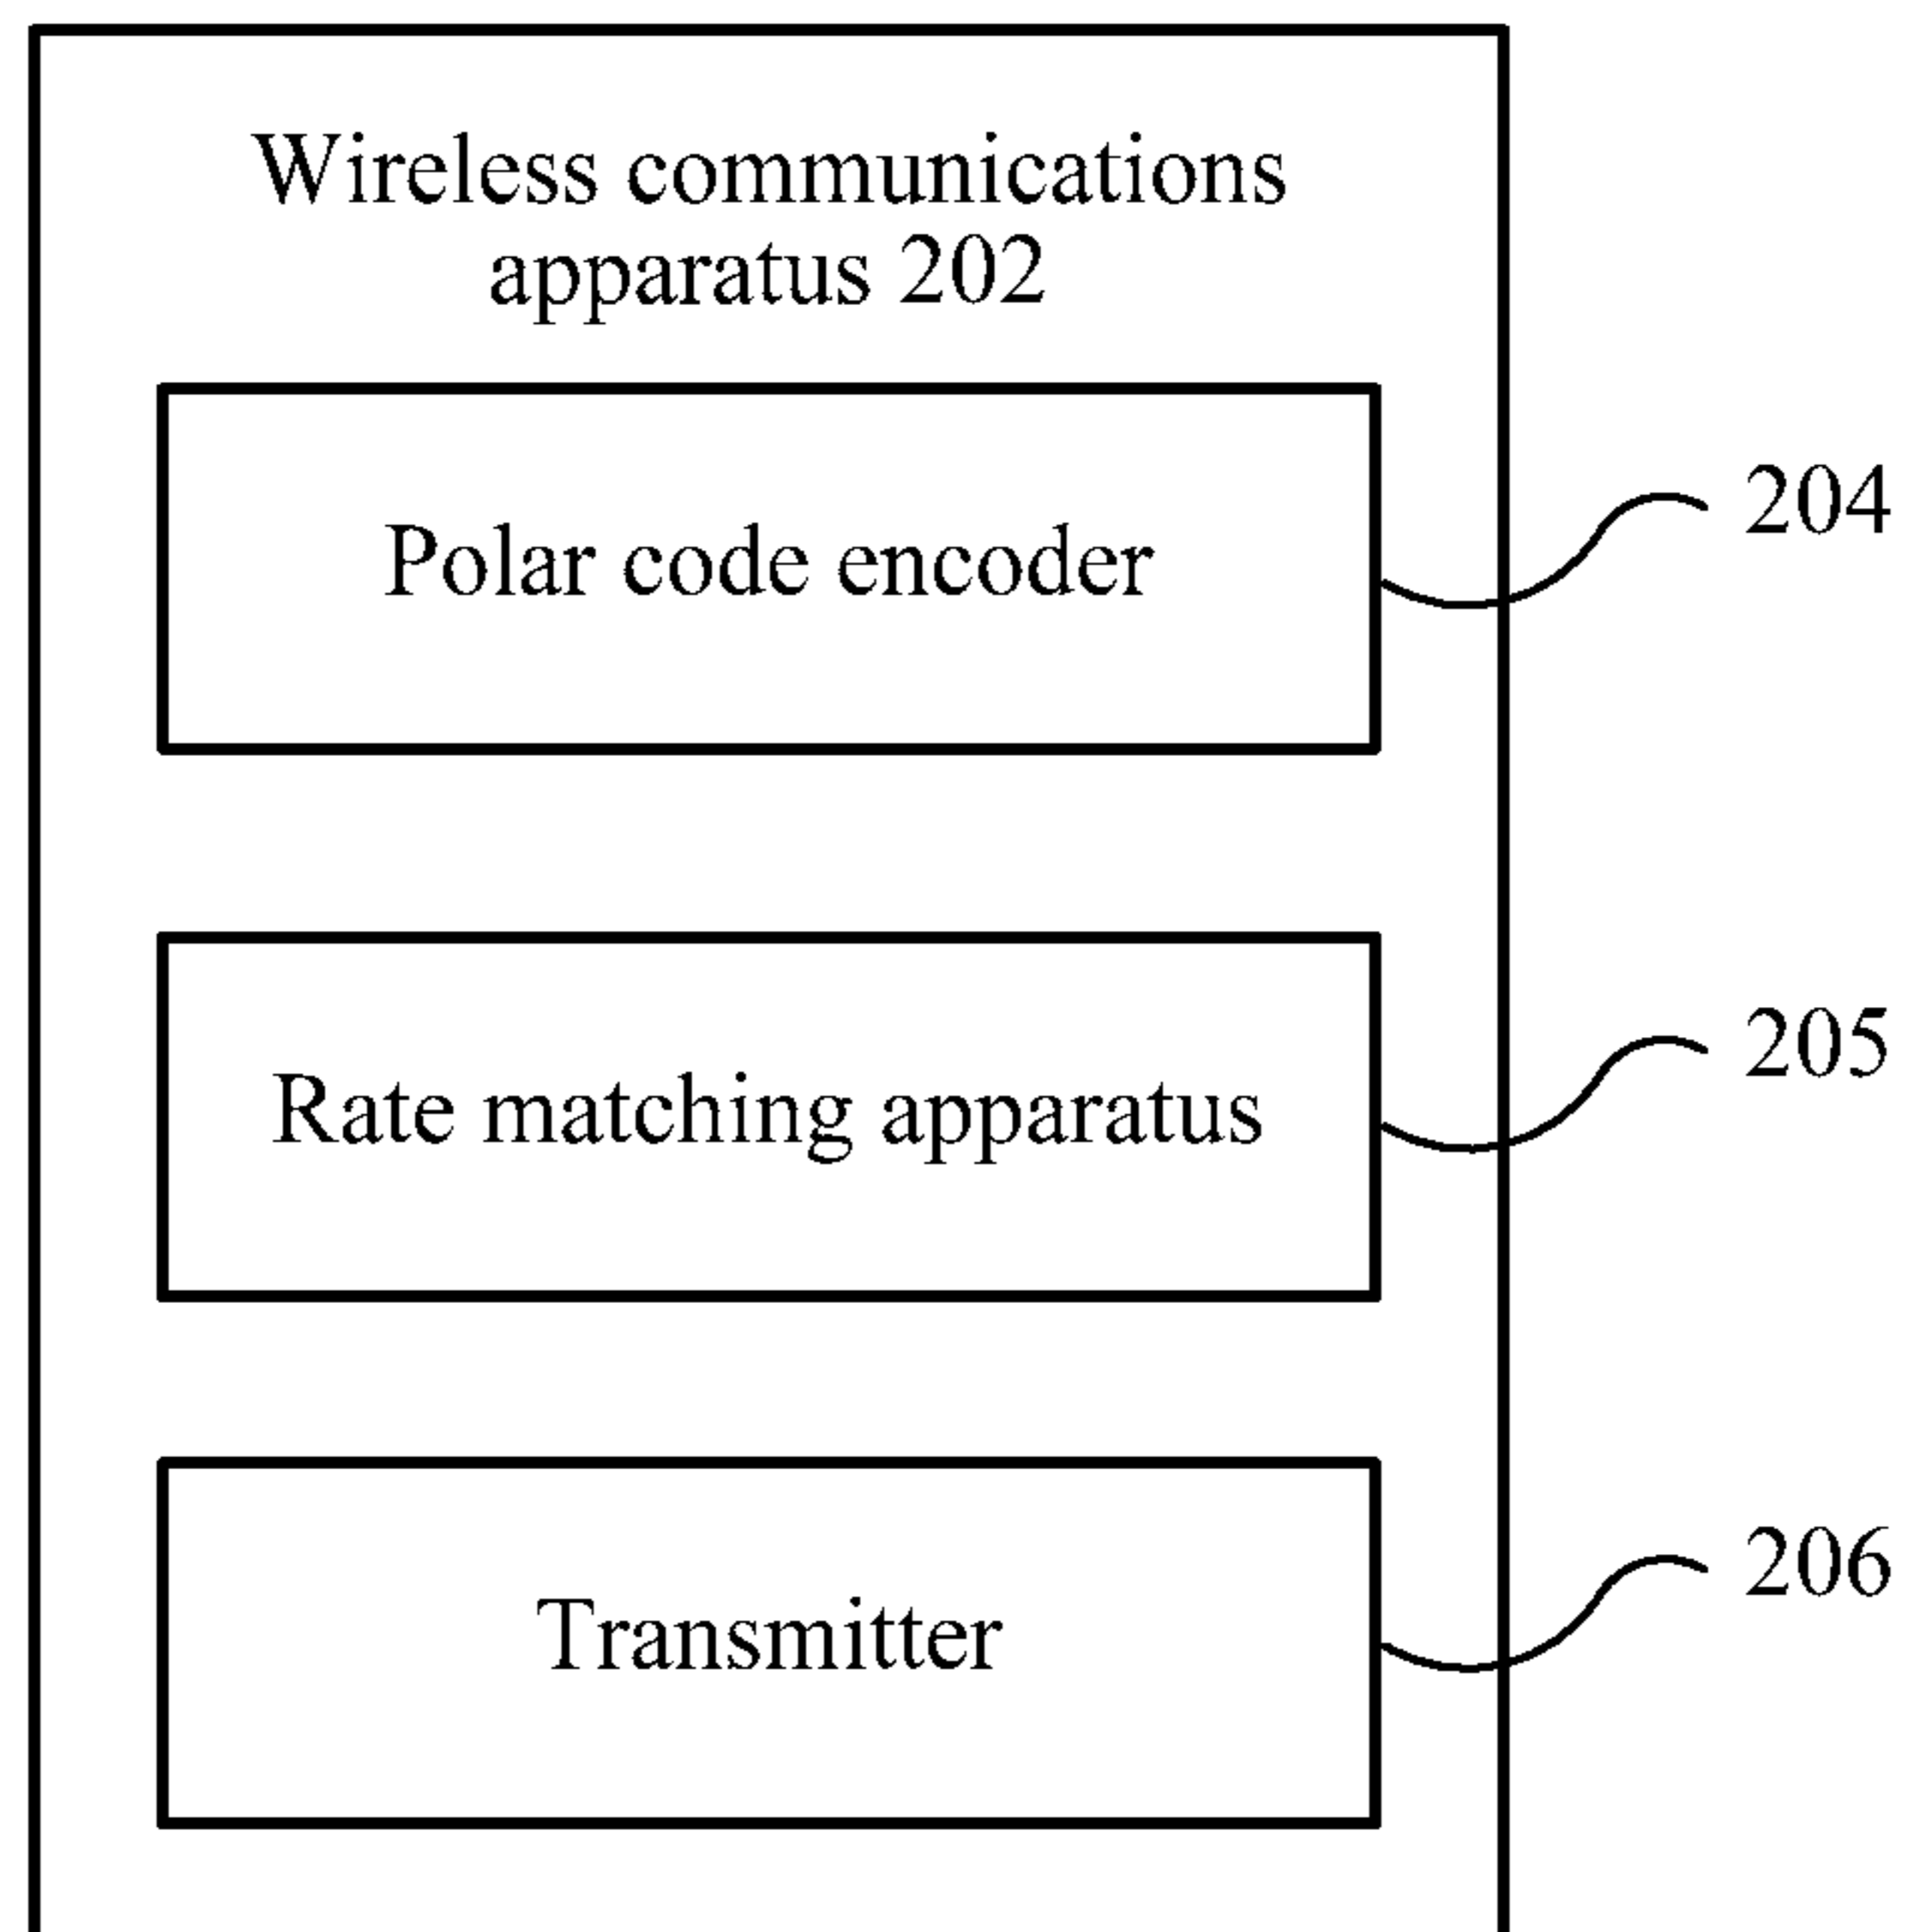 Wireless communications
apparatus 202
Polar code encoder
204
Rate matching apparatus
205
Transmitter
206